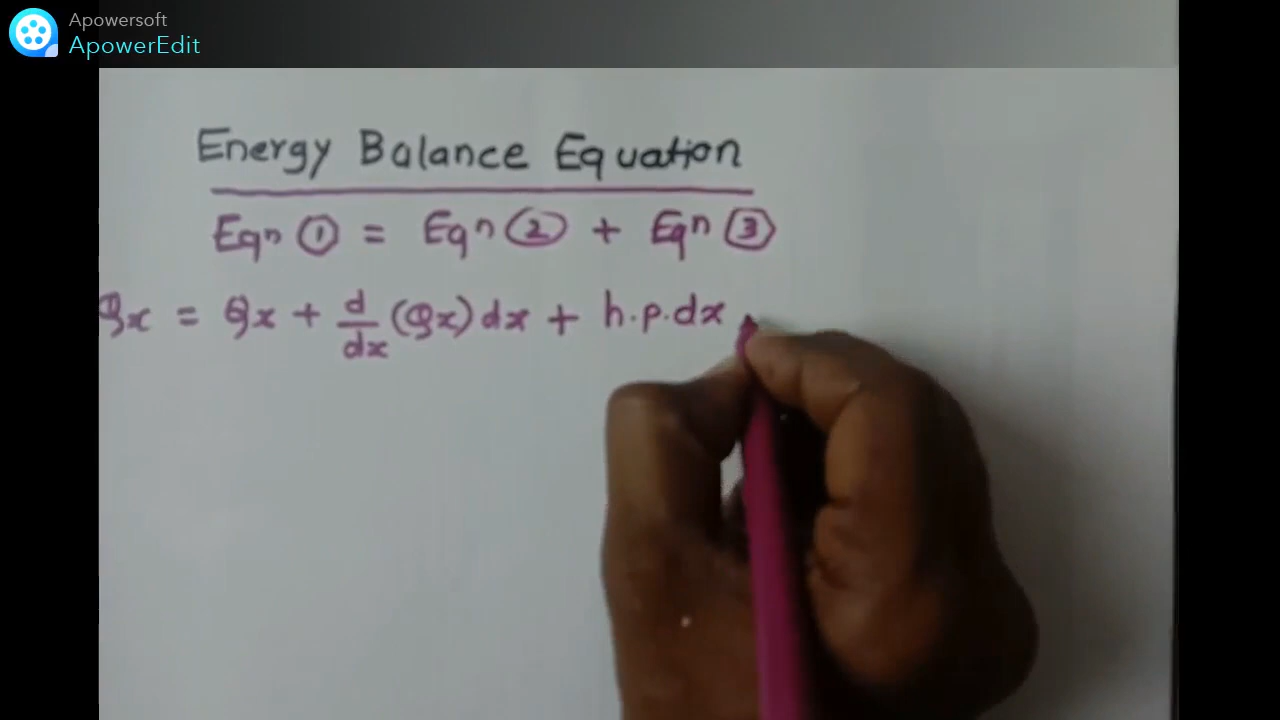 Apowersoft
ApowerEdit
Energy Balance Equation
Eqn ① = Eqn ② + Eqn ③
Qx = Qx + d/dx (Qx) dx + h.p.dx